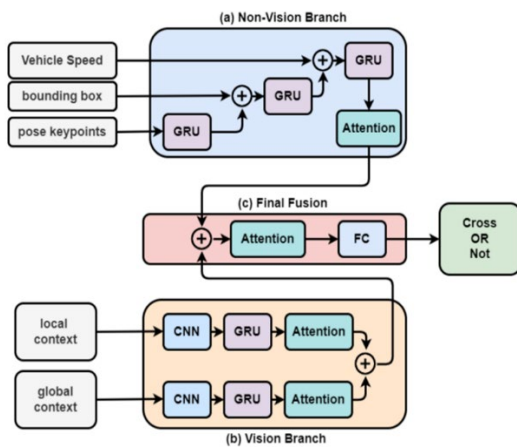 (a) Non-Vision Branch
Vehicle Speed
GRU
bounding box
GRU
pose keypoints
GRU
Attention
(c) Final Fusion
Attention
FC
Cross
OR
Not
local
context
CNN
GRU
Attention
global
context
CNN
GRU
Attention
(b) Vision Branch